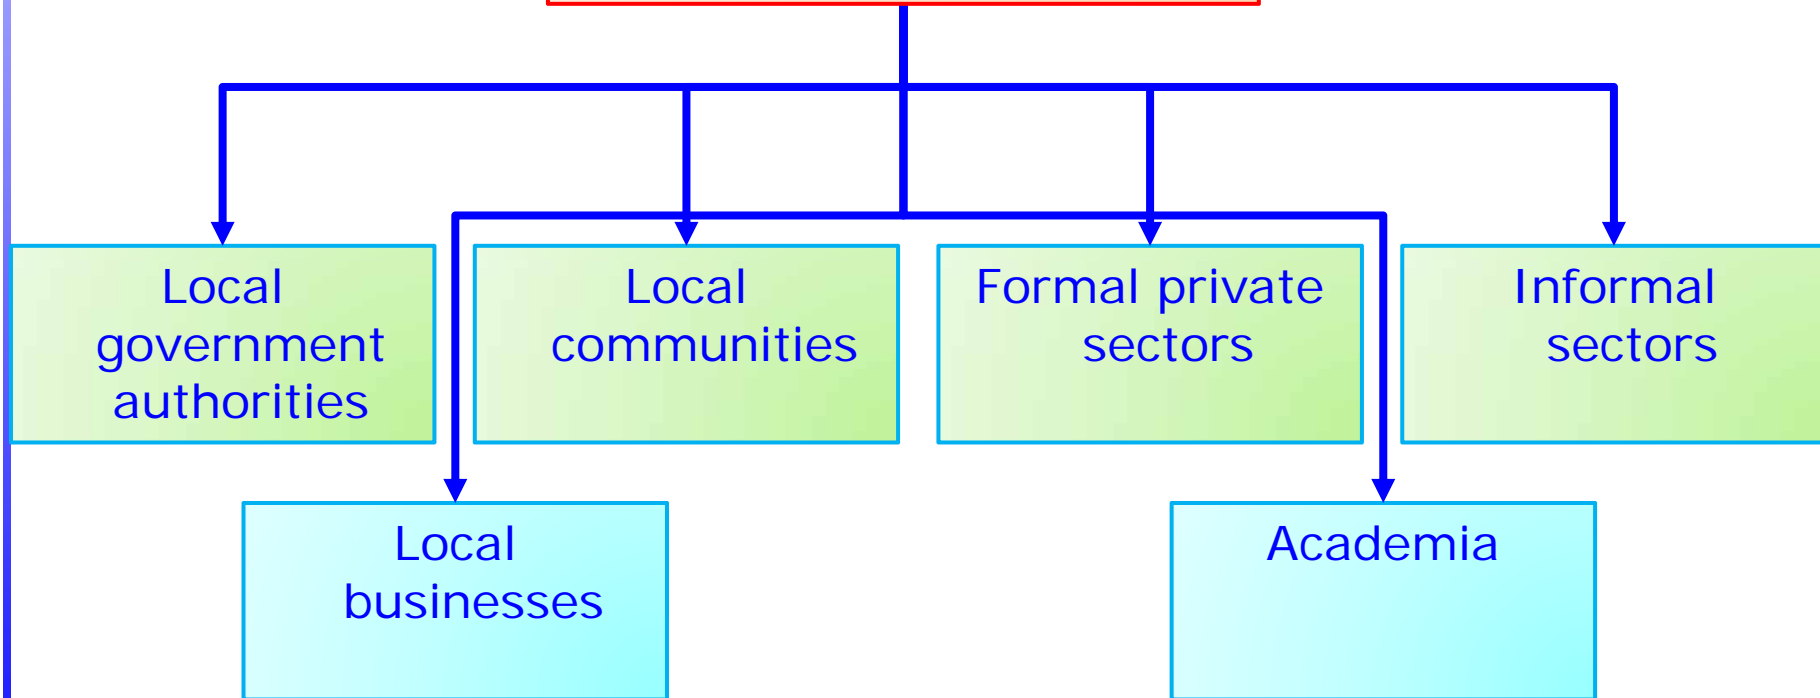 Local
government
authorities
Local
communities
Formal private
sectors
Informal
sectors
Local
businesses
Academia